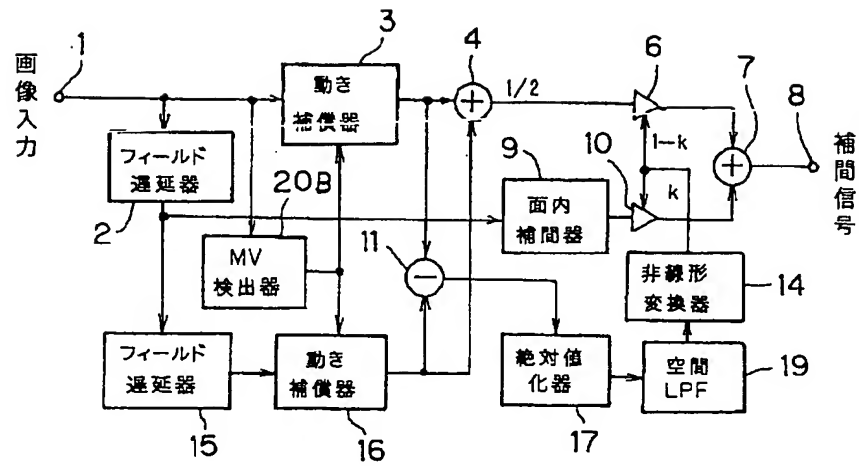 画像入力
1
3
動き
補償器
4
1/2
6
7
8
補間信号
フィールド
遅延器
2
20B
MV
検出器
9
面内
補間器
10
1-k
k
11
非線形
変換器
14
フィールド
遅延器
15
動き
補償器
16
絶対値
化器
17
空間
LPF
19